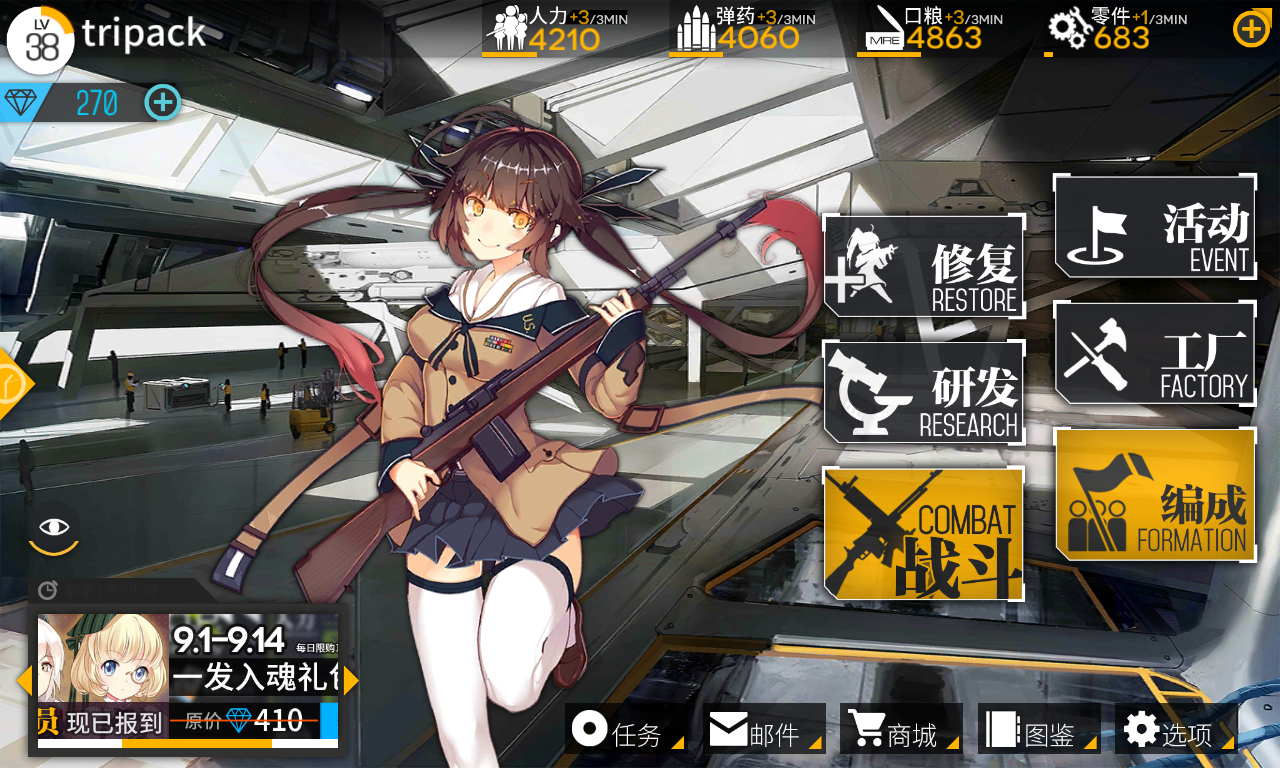 LV
38
tripack
人力+3/3MIN
4210
弹药+3/3MIN
4060
MRE
口粮+3/3MIN
4863
零件+1/3MIN
683
270
U.S.
修复
RESTORE
活动
EVENT
研发
RESEARCH
工厂
FACTORY
COMBAT
战斗
编成
FORMATION
9.1-9.14
每日限购
一发入魂礼
员 现已报到
原价 410
任务
邮件
商城
图鉴
选项